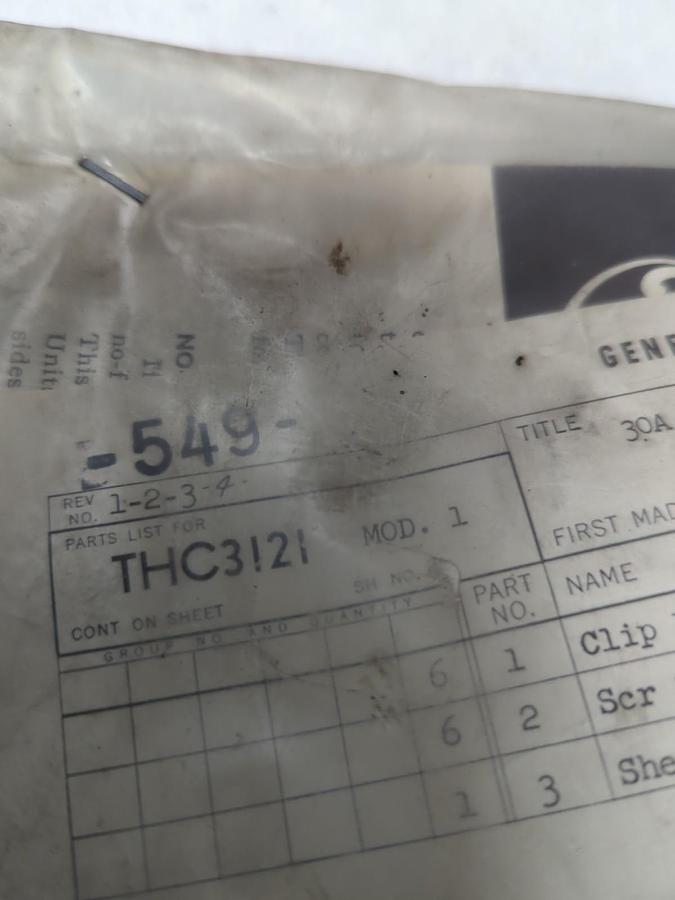 NO.
no-f
This
Unit
sides
GENE
-549-
REV NO. 1-2-3-4-
TITLE 30A
PARTS LIST FOR
THC3121 MOD. 1
FIRST MAD
CONT ON SHEET SH NO.
GROUP NO AND QUANTITY
PART NO. NAME
6 1 Clip
6 2 Scr
1 3 She